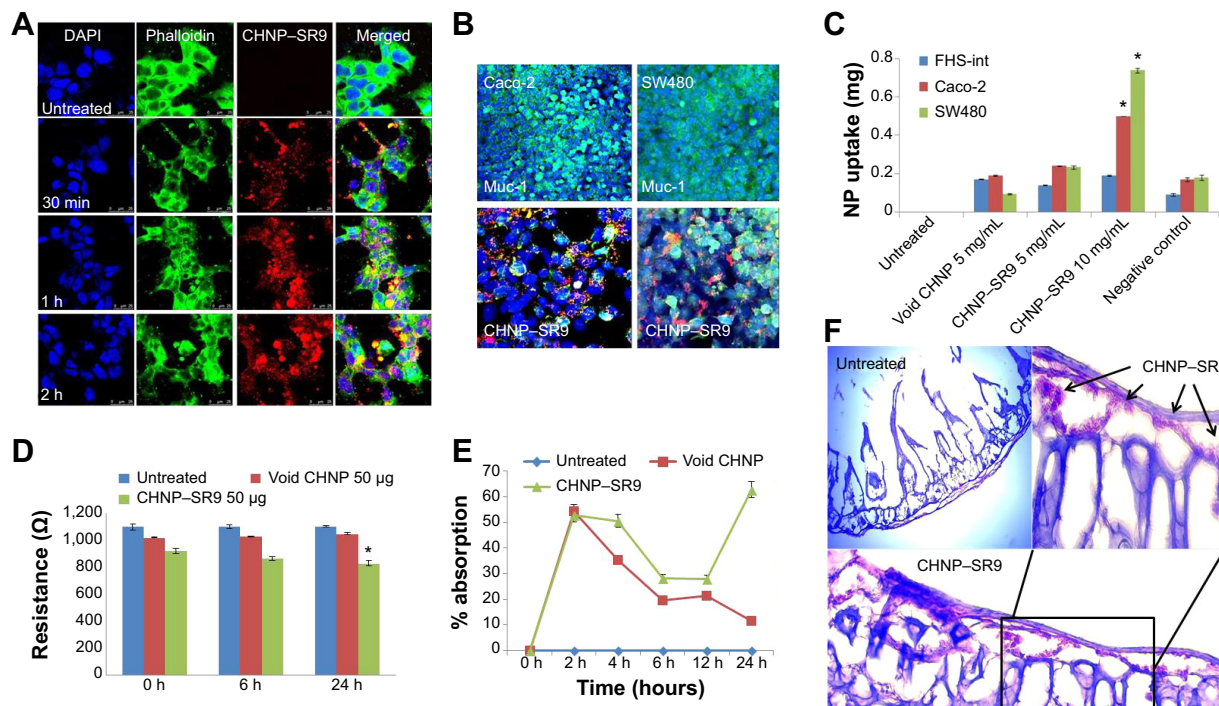 A
DAPI Phalloidin CHNP–SR9 Merged
Untreated
30 min
1 h
2 h
B
Caco-2 SW480
Muc-1 Muc-1
CHNP–SR9 CHNP–SR9
C
NP uptake (mg)
0.8
0.6
0.4
0.2
0
FHS-int
Caco-2
SW480
*
*
Untreated
Void CHNP 5 mg/mL
CHNP–SR9 5 mg/mL
CHNP–SR9 10 mg/mL
Negative control
D
Untreated Void CHNP 50 µg
CHNP–SR9 50 µg
Resistance (Ω)
1,200
1,000
800
600
400
200
0
*
0 h 6 h 24 h
E
Untreated Void CHNP
CHNP–SR9
% absorption
70
60
50
40
30
20
10
0
0 h 2 h 4 h 6 h 12 h 24 h
Time (hours)
F
Untreated
CHNP–SR
CHNP–SR9